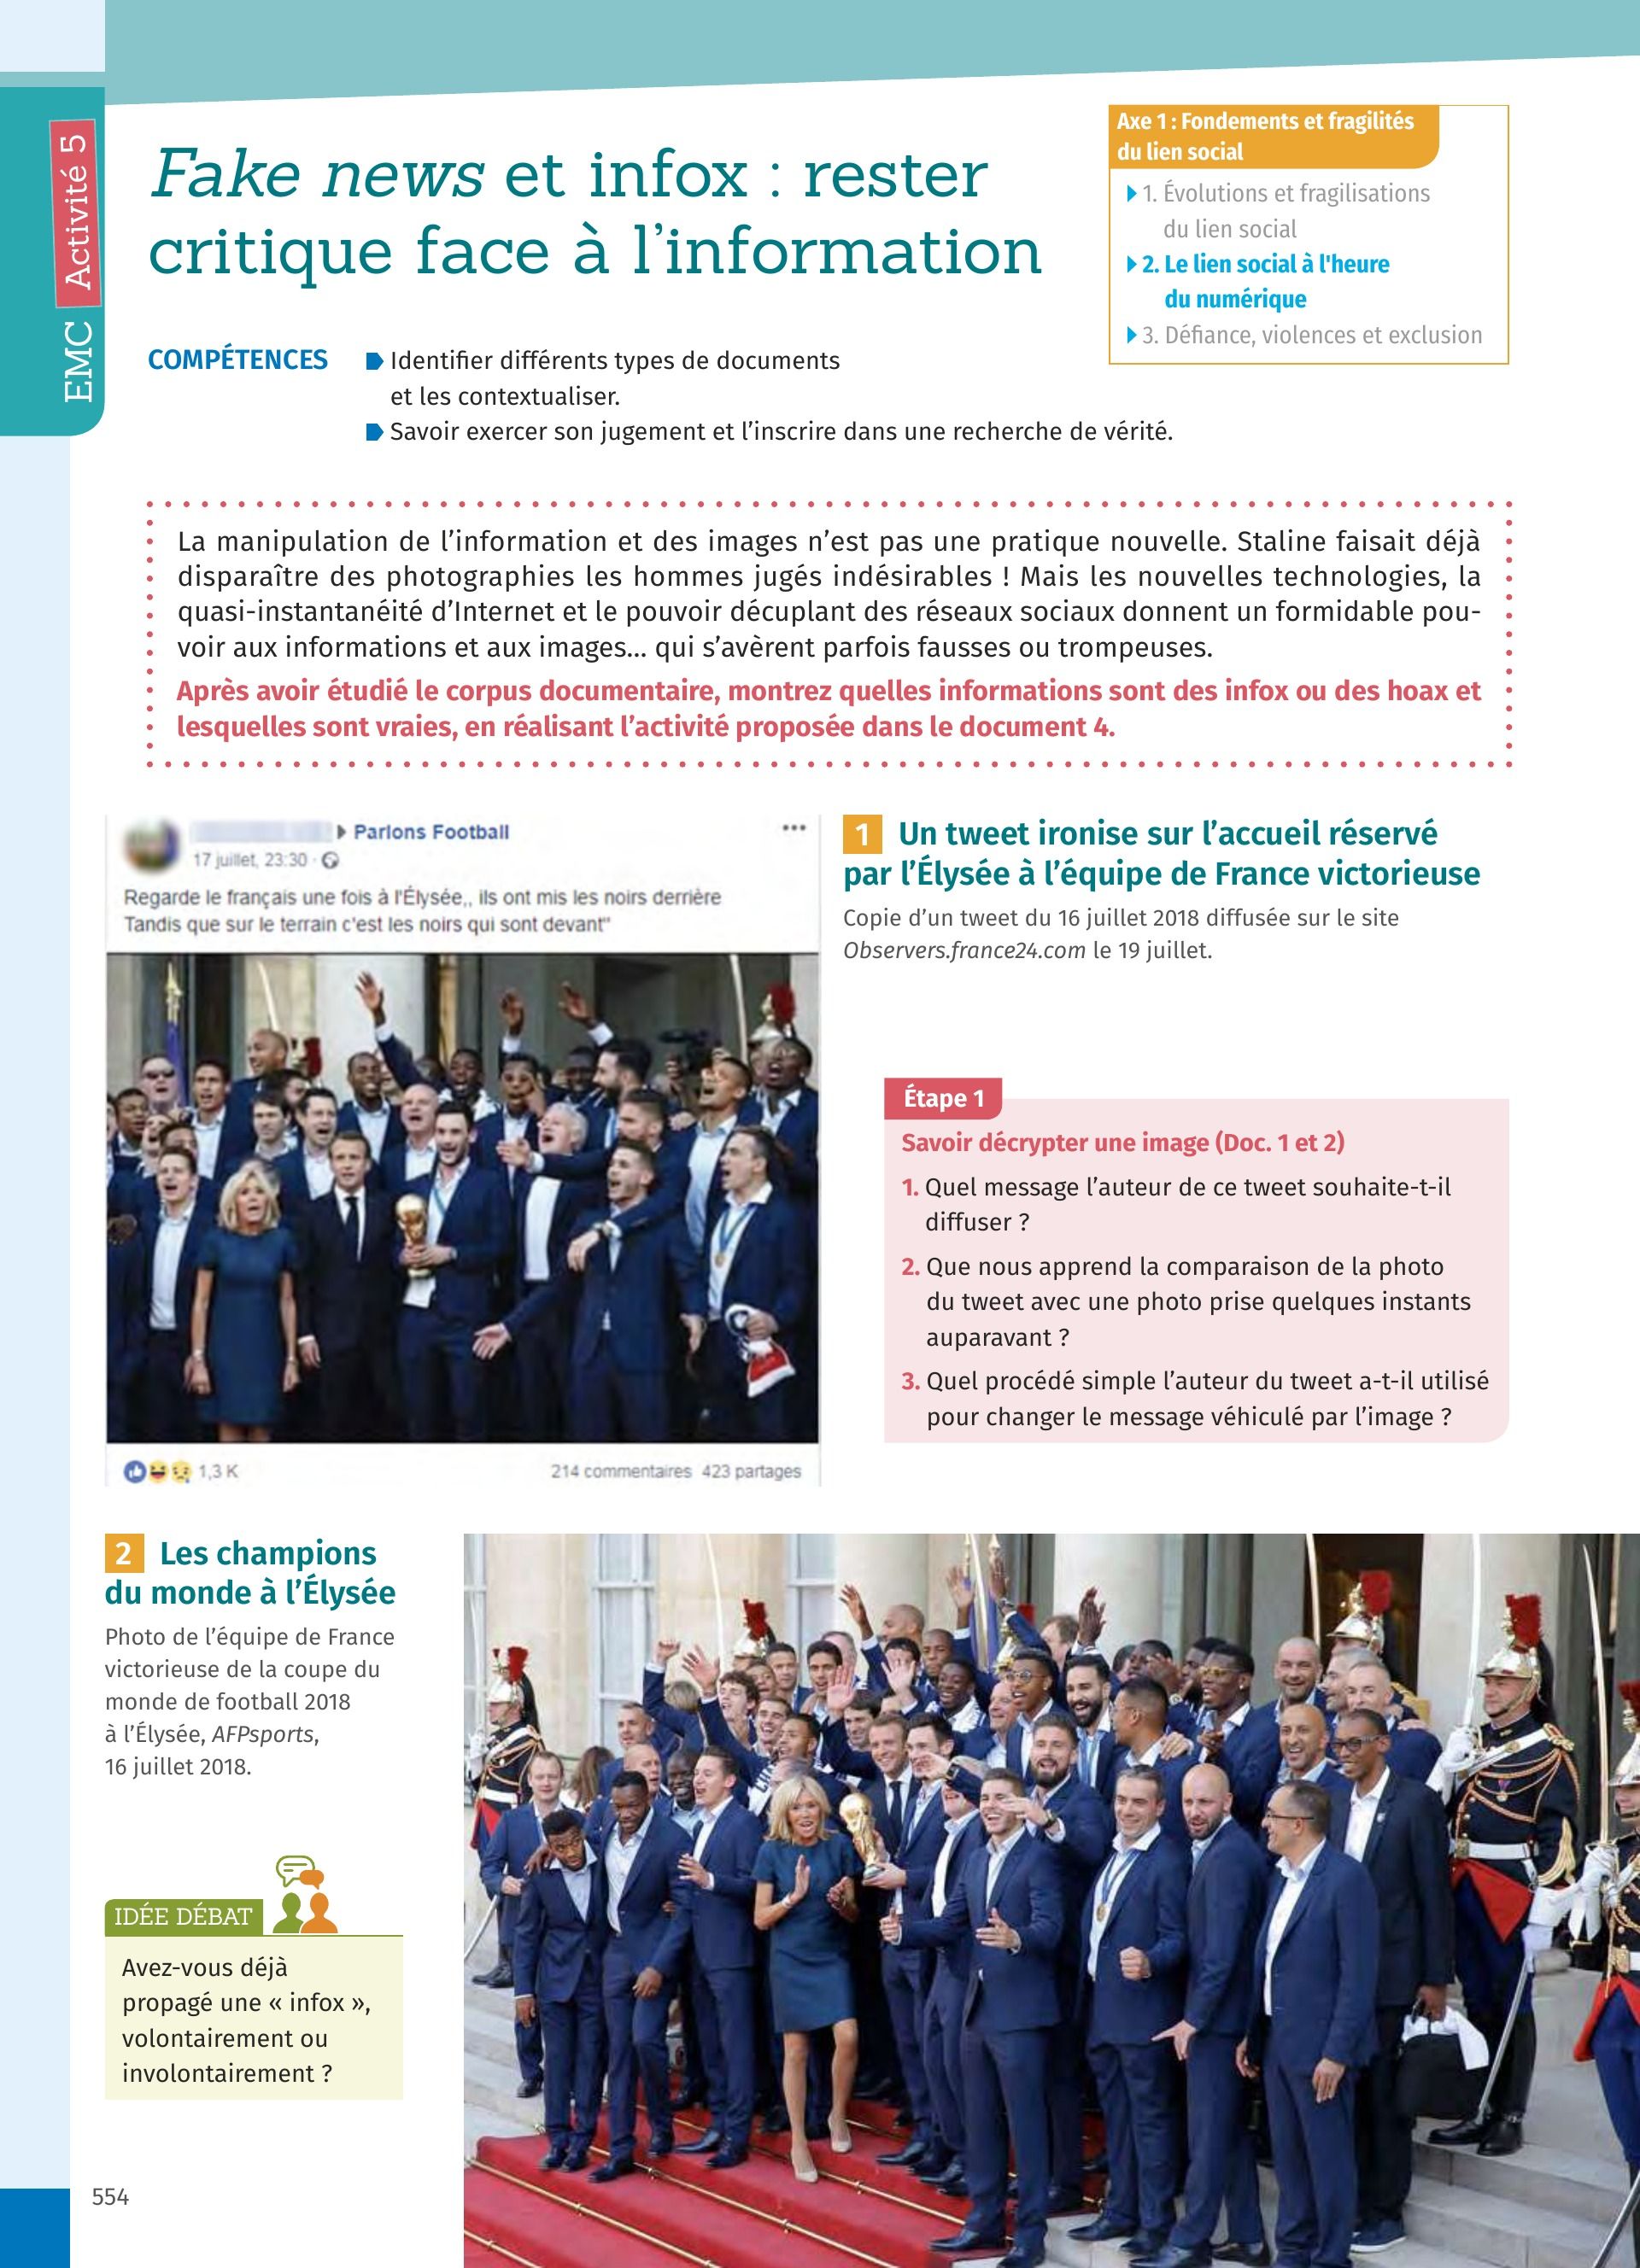 EMC Activité 5
Fake news et infox : rester
critique face à l'information
Axe 1 : Fondements et fragilités
du lien social
1. Évolutions et fragilisations
du lien social
2. Le lien social à l'heure
du numérique
3. Défiance, violences et exclusion
COMPÉTENCES
Identifier différents types de documents
et les contextualiser.
Savoir exercer son jugement et l'inscrire dans une recherche de vérité.
La manipulation de l'information et des images n'est pas une pratique nouvelle. Staline faisait déjà
disparaître des photographies les hommes jugés indésirables ! Mais les nouvelles technologies, la
quasi-instantanéité d'Internet et le pouvoir décuplant des réseaux sociaux donnent un formidable pou-
voir aux informations et aux images... qui s'avèrent parfois fausses ou trompeuses.
Après avoir étudié le corpus documentaire, montrez quelles informations sont des infox ou des hoax et
lesquelles sont vraies, en réalisant l'activité proposée dans le document 4.
Parlons Football
17 juillet, 23:30
Regarde le français une fois à l'Élysée,, ils ont mis les noirs derrière
Tandis que sur le terrain c'est les noirs qui sont devant"
1,3 K
214 commentaires 423 partages
1 Un tweet ironise sur l'accueil réservé
par l'Élysée à l'équipe de France victorieuse
Copie d'un tweet du 16 juillet 2018 diffusée sur le site
Observers.france24.com le 19 juillet.
Étape 1
Savoir décrypter une image (Doc. 1 et 2)
1. Quel message l'auteur de ce tweet souhaite-t-il
diffuser ?
2. Que nous apprend la comparaison de la photo
du tweet avec une photo prise quelques instants
auparavant ?
3. Quel procédé simple l'auteur du tweet a-t-il utilisé
pour changer le message véhiculé par l'image ?
2 Les champions
du monde à l'Élysée
Photo de l'équipe de France
victorieuse de la coupe du
monde de football 2018
à l'Élysée, AFPsports,
16 juillet 2018.
IDÉE DÉBAT
Avez-vous déjà
propagé une « infox »,
volontairement ou
involontairement ?
554